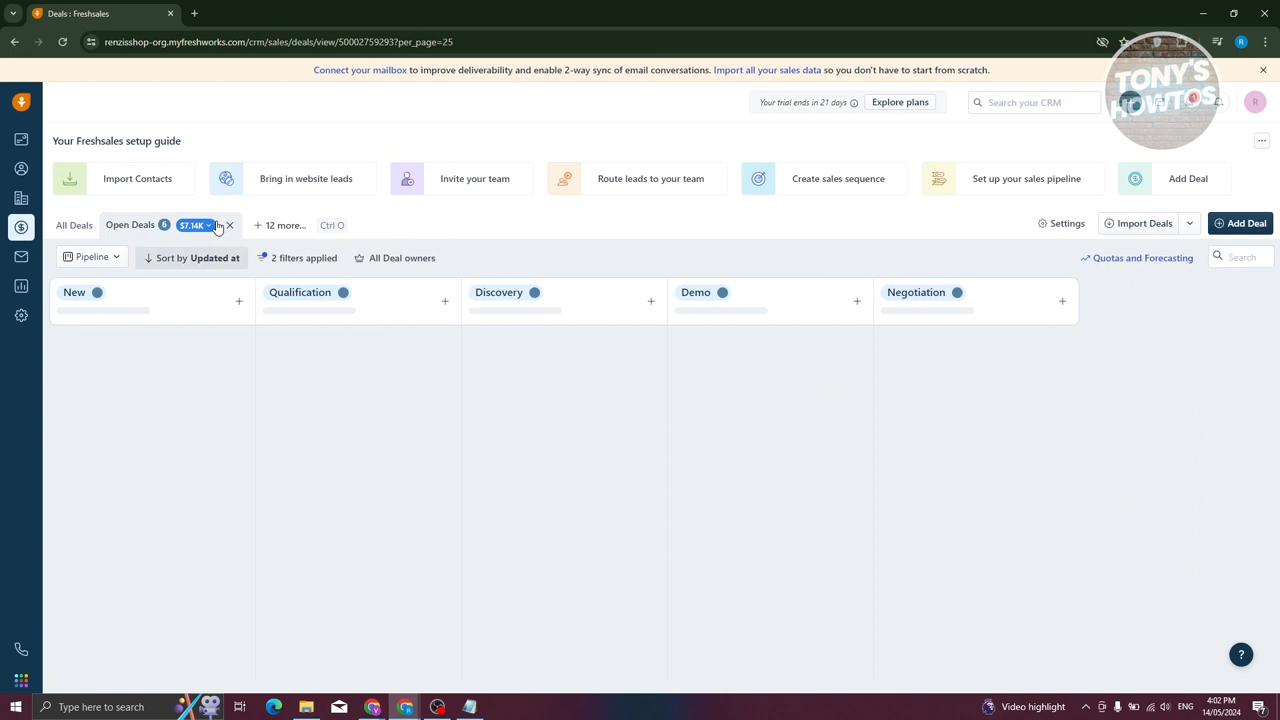 Deals : Freshsales
renzisshop-org.myfreshworks.com/crm/sales/deals/view/50002759293?per_page=25
R
Connect your mailbox to improve deliverability and enable 2-way sync of email conversations. Import all your sales data so you don't have to start from scratch.
TONY'S
HOWTOS
Your trial ends in 21 days
Explore plans
Search your CRM
R
Your Freshsales setup guide
Import Contacts
Bring in website leads
Invite your team
Route leads to your team
Create sales sequence
Set up your sales pipeline
Add Deal
All Deals
Open Deals 6 $7.14K
+ 12 more...
Ctrl O
Settings
Import Deals
Add Deal
Pipeline
Sort by Updated at
2 filters applied
All Deal owners
Quotas and Forecasting
Search
New
Qualification
Discovery
Demo
Negotiation
?
Type here to search
Video highlight
ENG
4:02 PM
14/05/2024